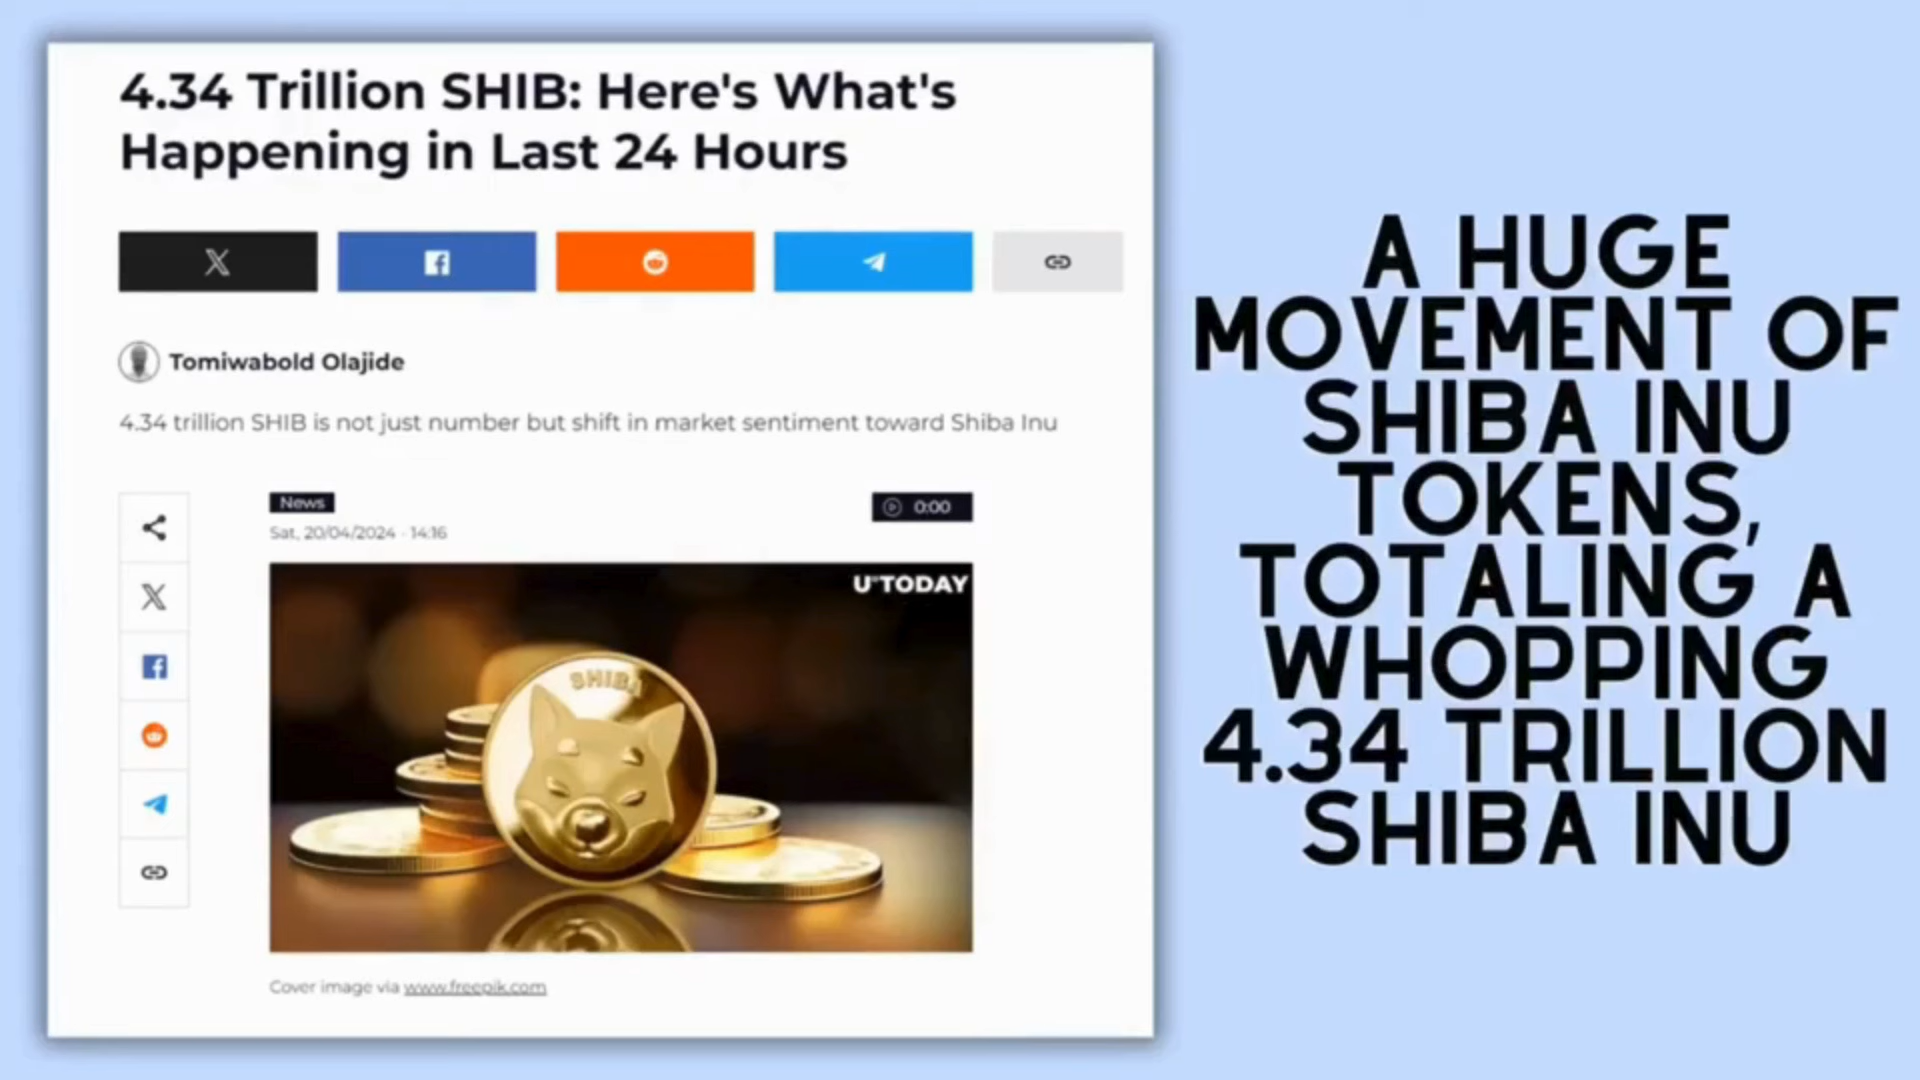 4.34 Trillion SHIB: Here's What's
Happening in Last 24 Hours
Tomiwabold Olajide
4.34 trillion SHIB is not just number but shift in market sentiment toward Shiba Inu
News
0:00
Sat, 20/04/2024 - 14:16
U TODAY
SHIBA
Cover image via www.freepik.com
A HUGE
MOVEMENT OF
SHIBA INU
TOKENS,
TOTALING A
WHOPPING
4.34 TRILLION
SHIBA INU